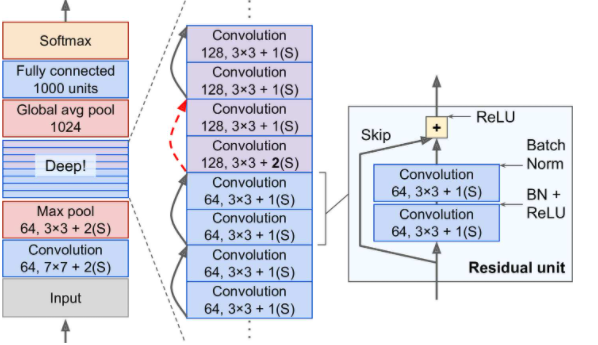 Softmax
Fully connected
1000 units
Global avg pool
1024
Deep!
Max pool
64, 3×3 + 2(S)
Convolution
64, 7×7 + 2(S)
Input
Convolution
128, 3×3 + 1(S)
Convolution
128, 3×3 + 1(S)
Convolution
128, 3×3 + 1(S)
Convolution
128, 3×3 + 2(S)
Convolution
64, 3×3 + 1(S)
Convolution
64, 3×3 + 1(S)
Convolution
64, 3×3 + 1(S)
Convolution
64, 3×3 + 1(S)
ReLU
+
Skip
Batch
Norm
Convolution
64, 3×3 + 1(S)
BN +
ReLU
Convolution
64, 3×3 + 1(S)
Residual unit